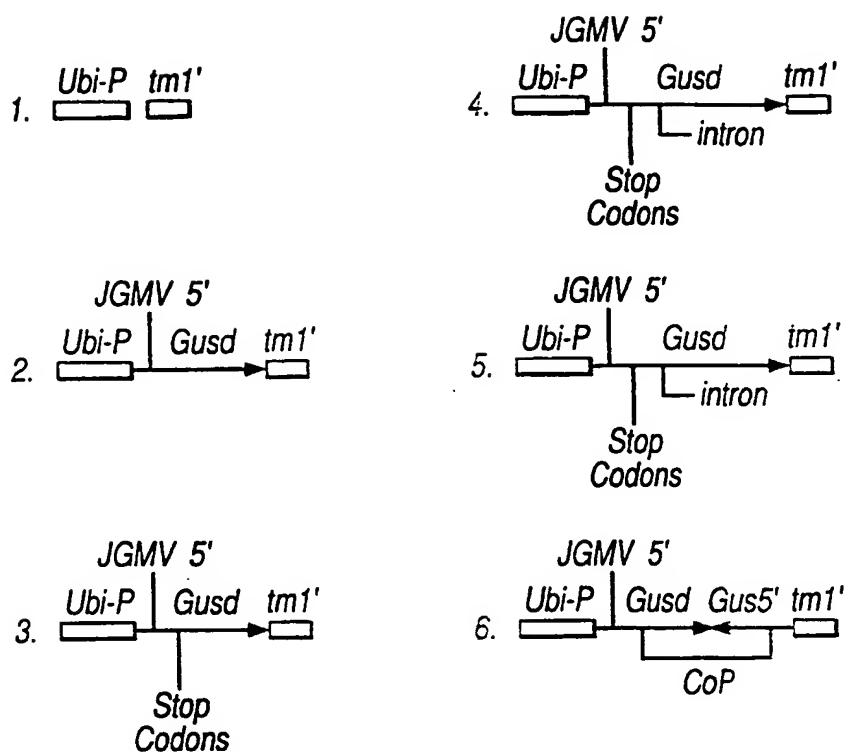 1. Ubi-P tm1'
2. JGMV 5'
Ubi-P Gusd tm1'
3. JGMV 5'
Ubi-P Gusd tm1'
Stop
Codons
4. JGMV 5'
Ubi-P Gusd tm1'
intron
Stop
Codons
5. JGMV 5'
Ubi-P Gusd tm1'
intron
Stop
Codons
6. JGMV 5'
Ubi-P Gusd Gus5' tm1'
CoP